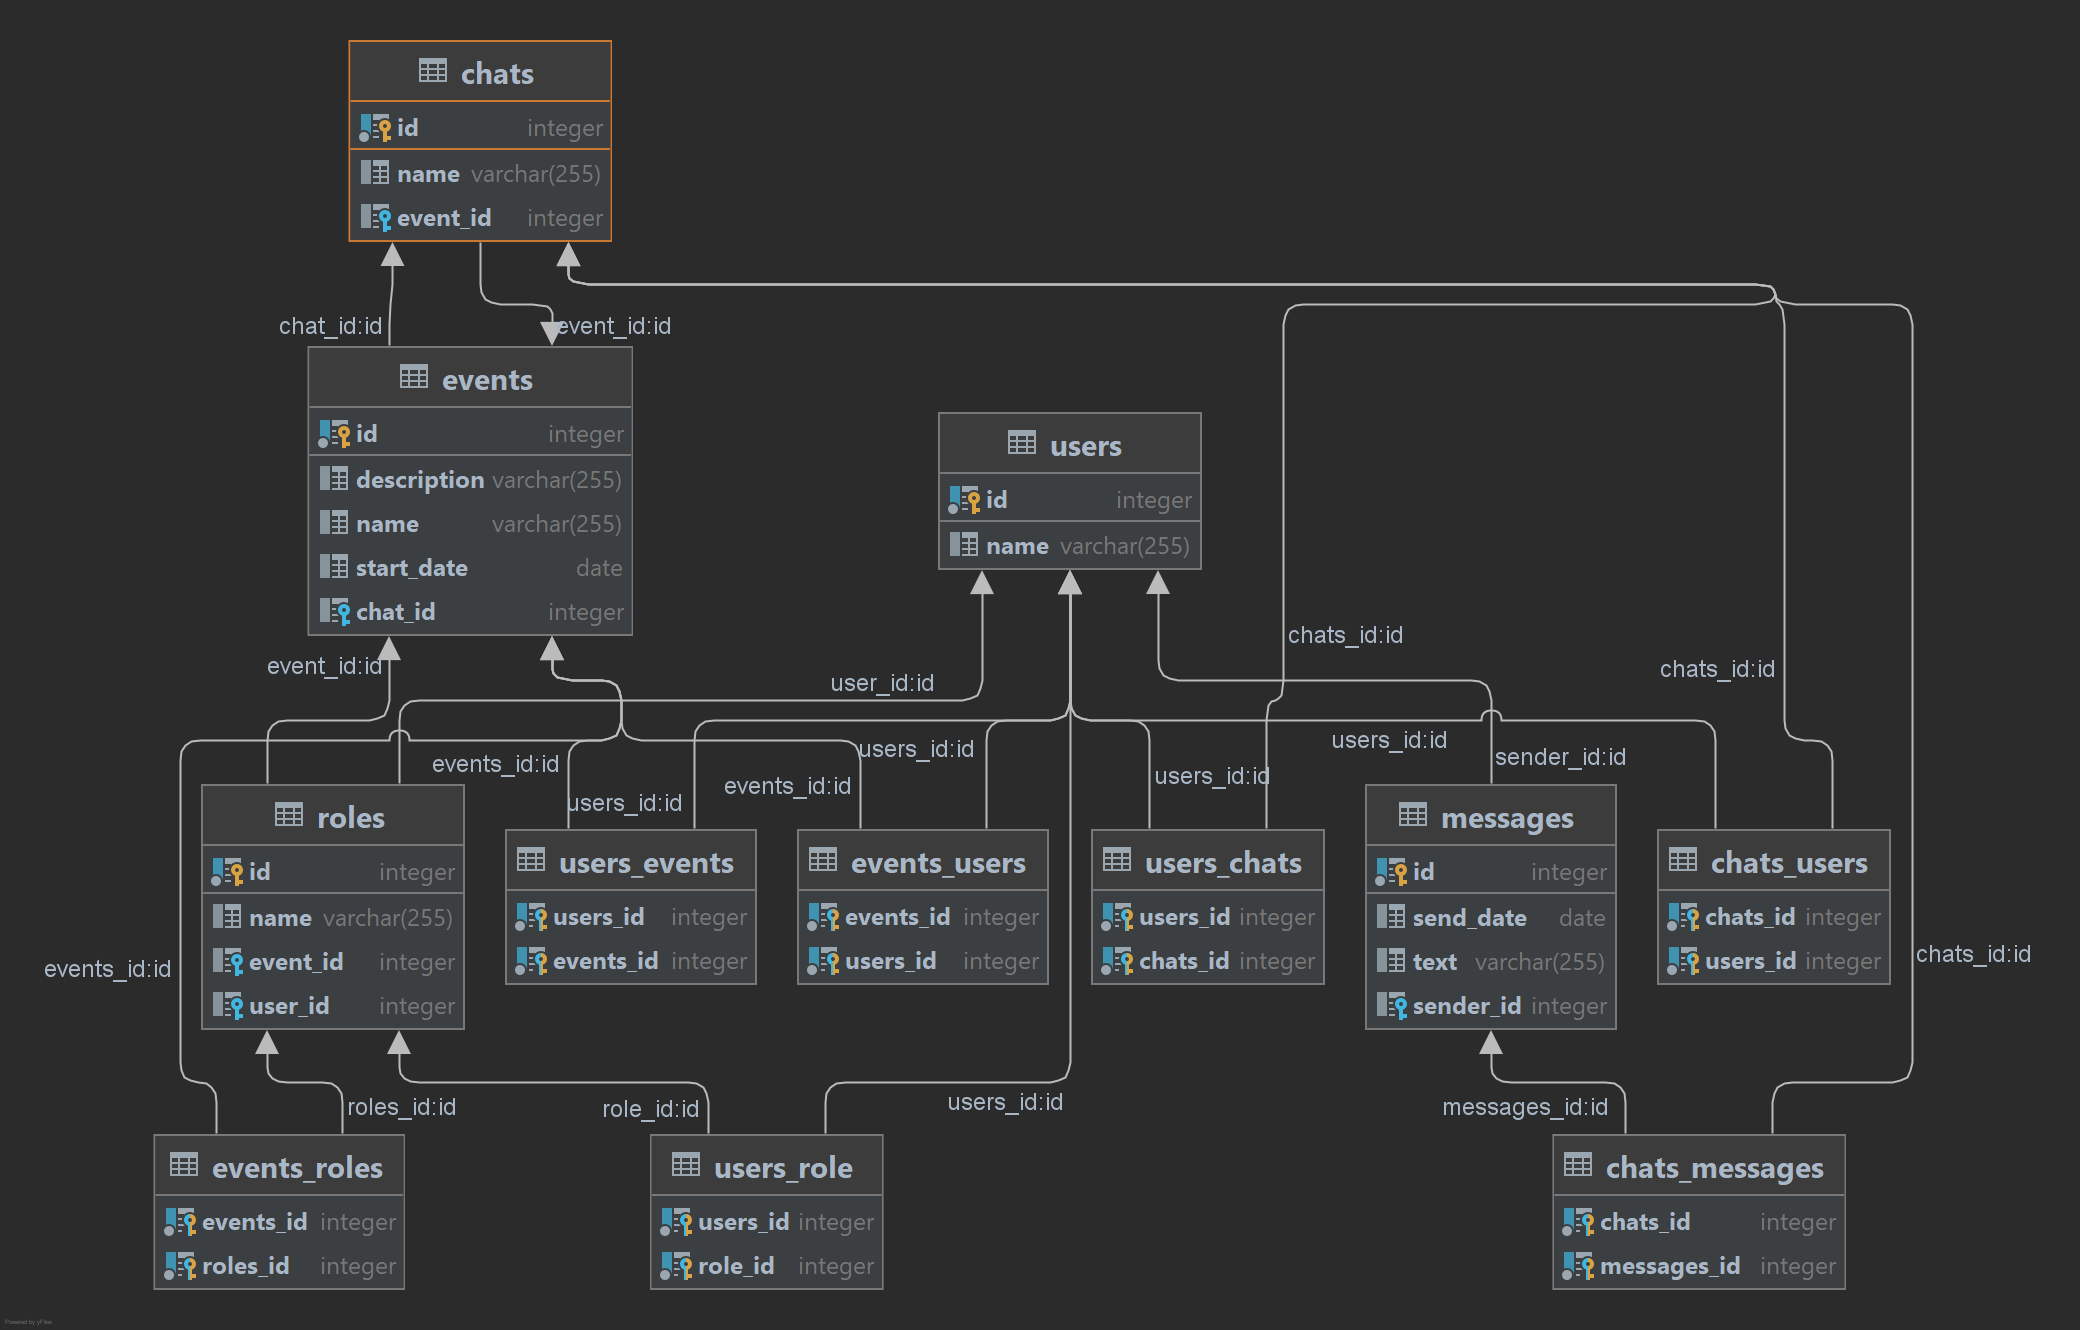 chats
id integer
name varchar(255)
event_id integer
chat_id:id
event_id:id
events
id integer
description varchar(255)
name varchar(255)
start_date date
chat_id integer
users
id integer
name varchar(255)
event_id:id
user_id:id
chats_id:id
chats_id:id
events_id:id
users_id:id
users_id:id
events_id:id
users_id:id
users_id:id
sender_id:id
roles
id integer
name varchar(255)
event_id integer
user_id integer
users_events
users_id integer
events_id integer
events_users
events_id integer
users_id integer
users_chats
users_id integer
chats_id integer
messages
id integer
send_date date
text varchar(255)
sender_id integer
chats_users
chats_id integer
users_id integer
events_id:id
chats_id:id
roles_id:id
role_id:id
users_id:id
messages_id:id
events_roles
events_id integer
roles_id integer
users_role
users_id integer
role_id integer
chats_messages
chats_id integer
messages_id integer
Powered by yFiles